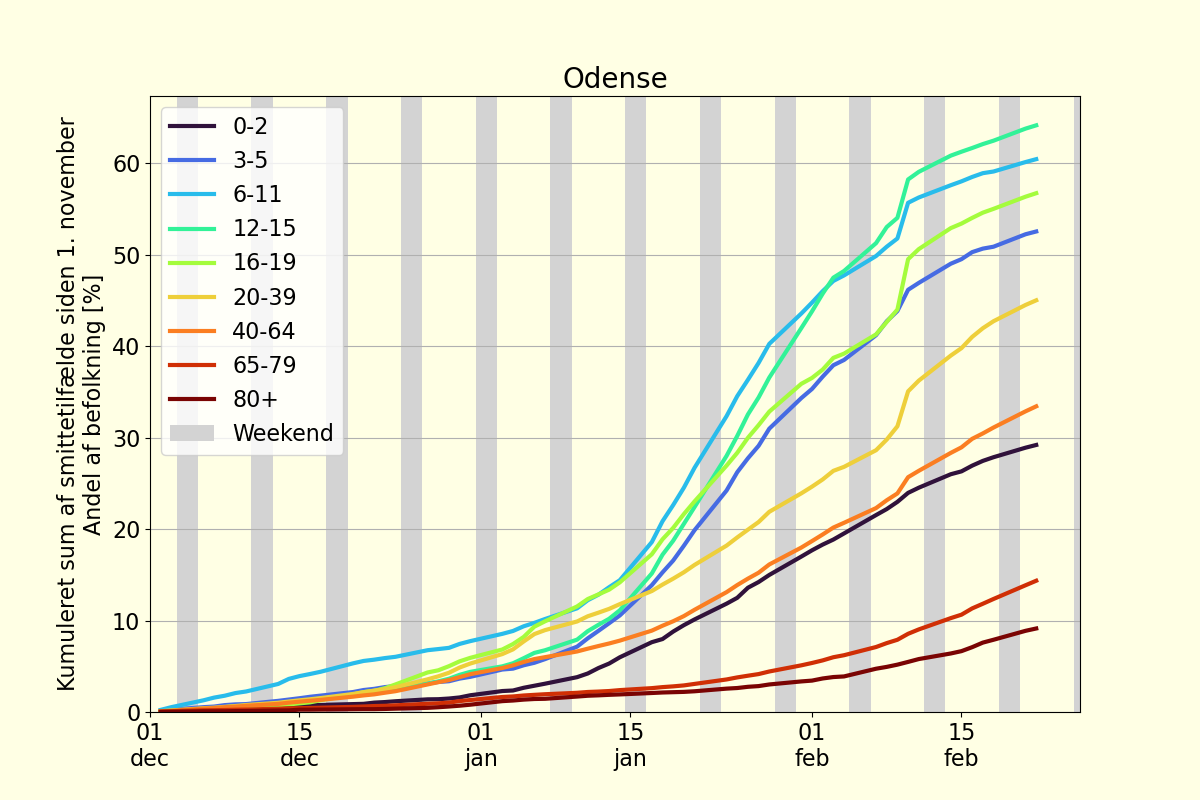 Odense
Kumuleret sum af smittetilfælde siden 1. november
Andel af befolkning [%]
60
50
40
30
20
10
0
0-2
3-5
6-11
12-15
16-19
20-39
40-64
65-79
80+
Weekend
01
dec
15
dec
01
jan
15
jan
01
feb
15
feb